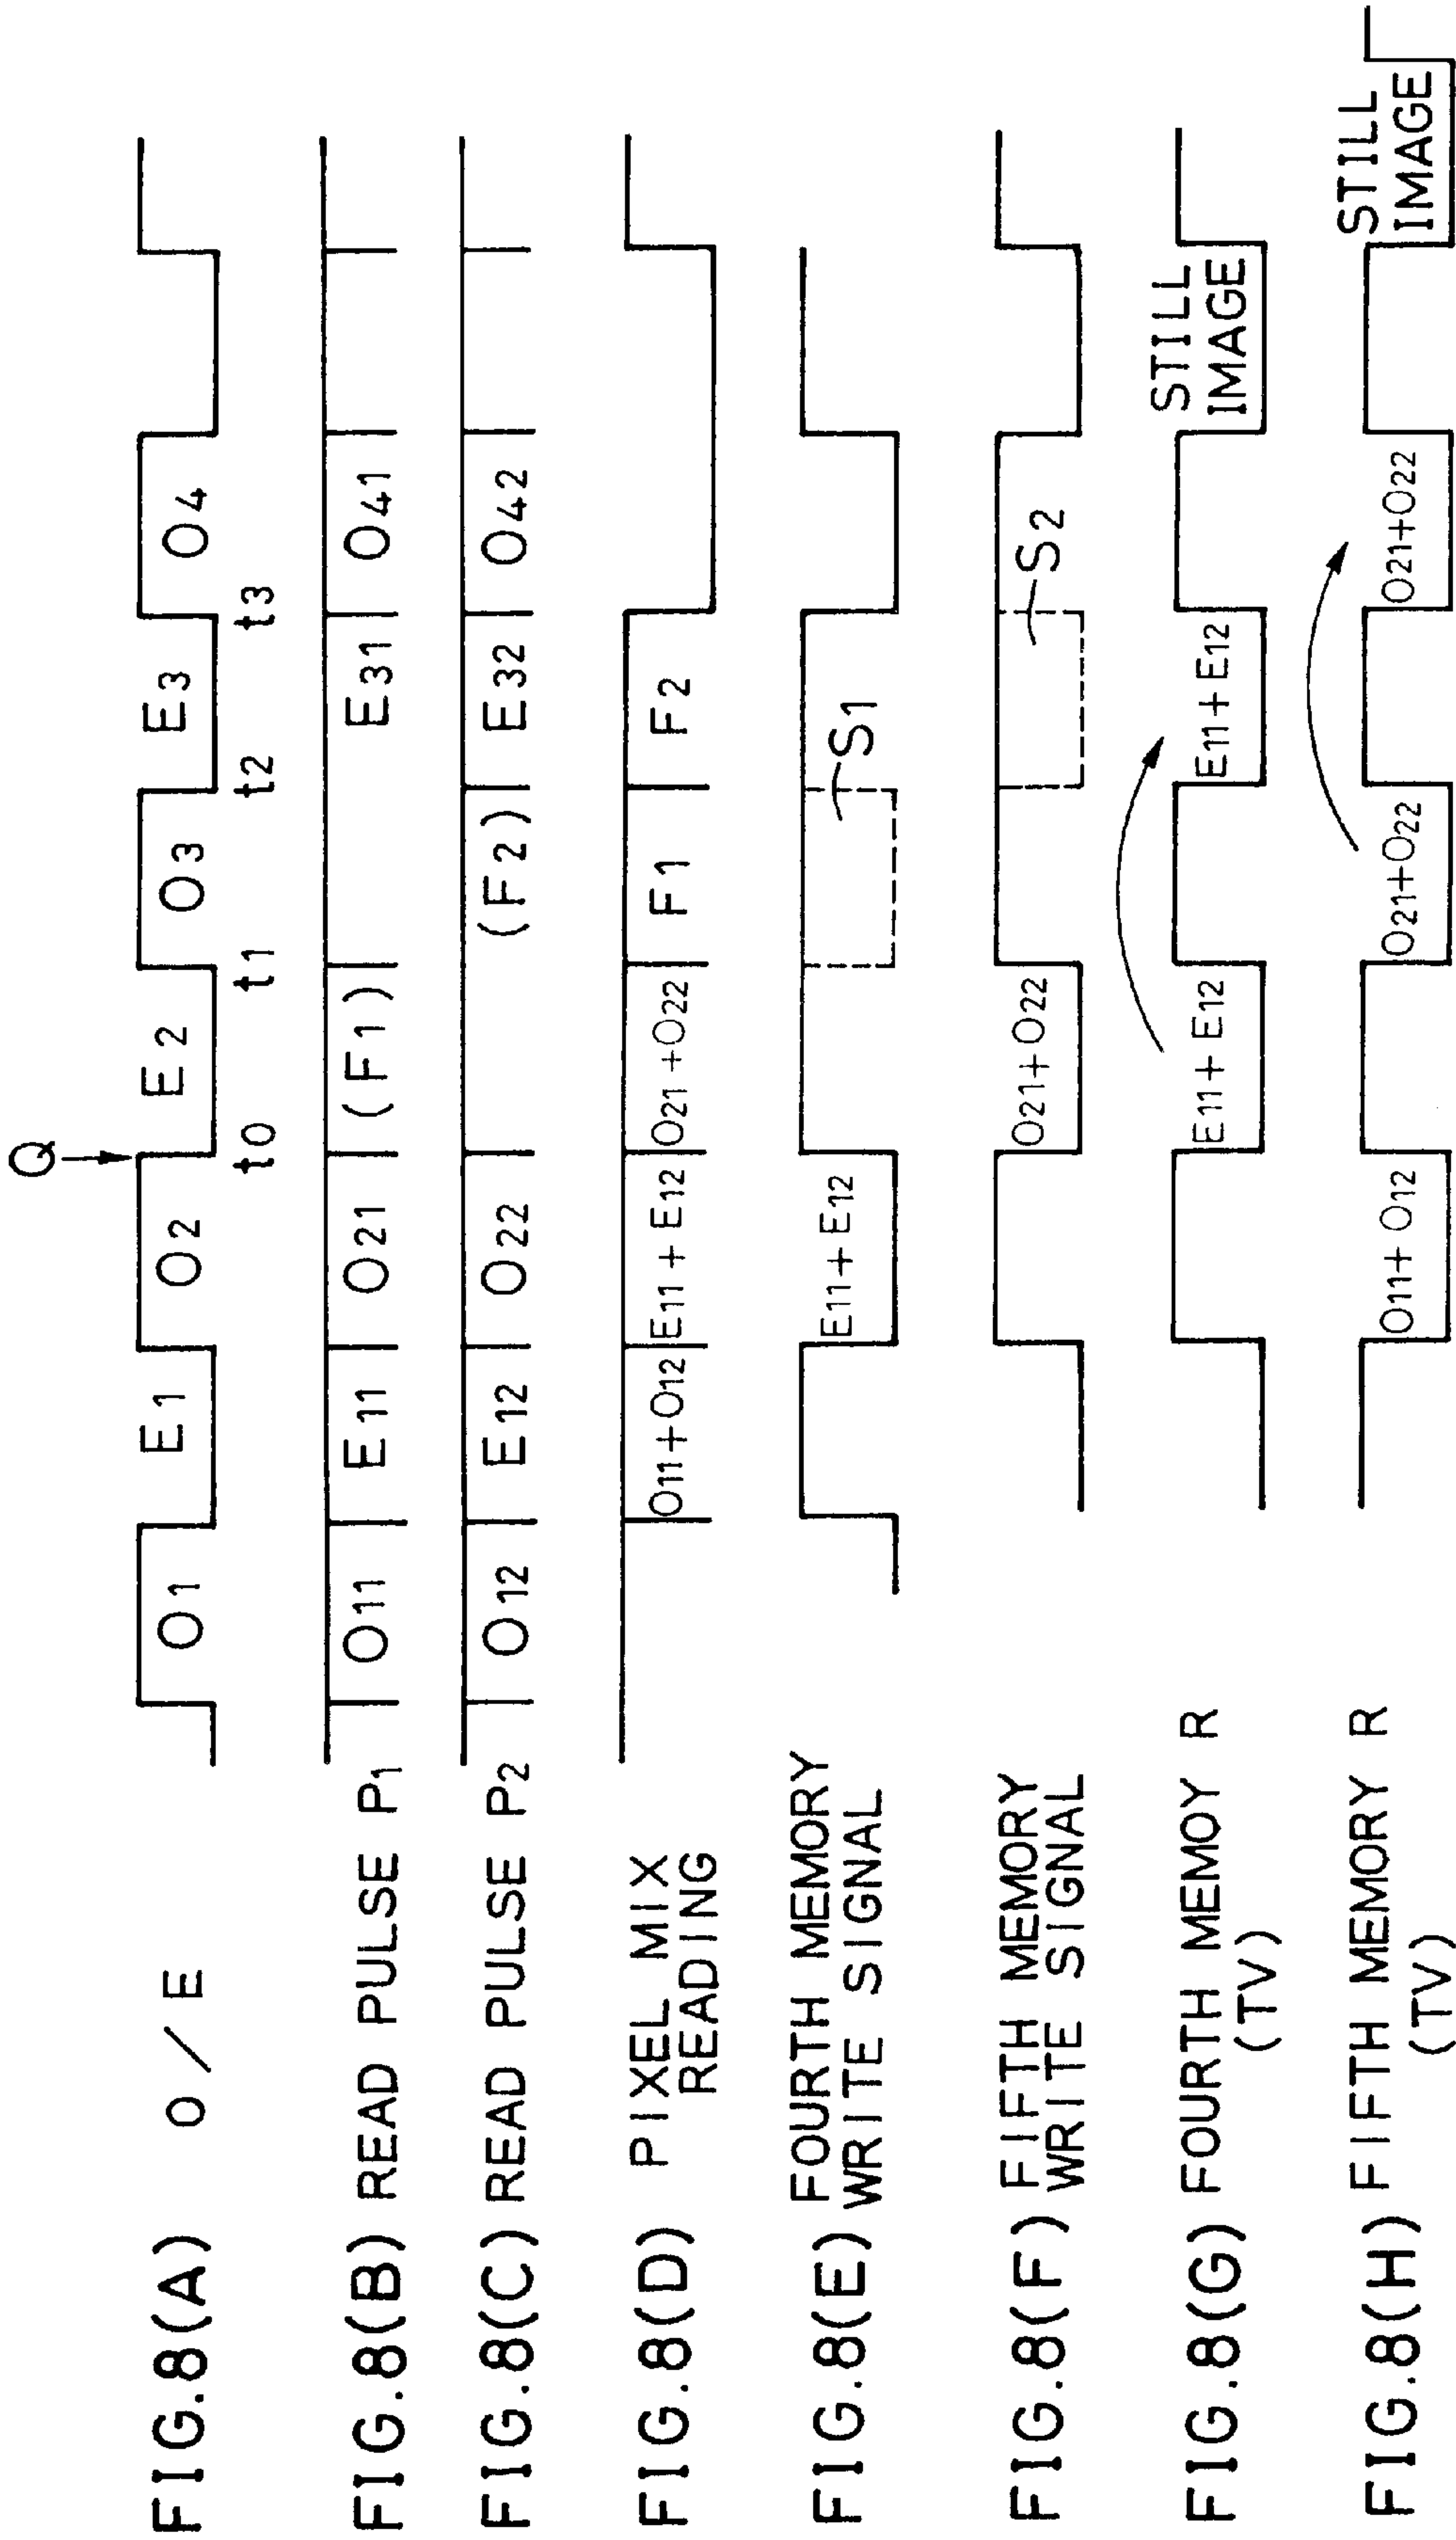 Q
FIG.8(A) O/E
O1 E1 O2 E2 O3 E3 O4
t0 t1 t2 t3
FIG.8(B) READ PULSE P1
O11 E11 O21 (F1) E31 O41
FIG.8(C) READ PULSE P2
O12 E12 O22 (F2) E32 O42
FIG.8(D) PIXEL MIX
READING
O11+O12 E11+E12 O21+O22 F1 F2
FIG.8(E) FOURTH MEMORY
WRITE SIGNAL
E11+E12 S1
FIG.8(F) FIFTH MEMORY
WRITE SIGNAL
O21+O22 S2
FIG.8(G) FOURTH MEMOY R
(TV)
E11+E12 E11+E12 STILL
IMAGE
FIG.8(H) FIFTH MEMORY R
(TV)
O11+O12 O21+O22 O21+O22 STILL
IMAGE